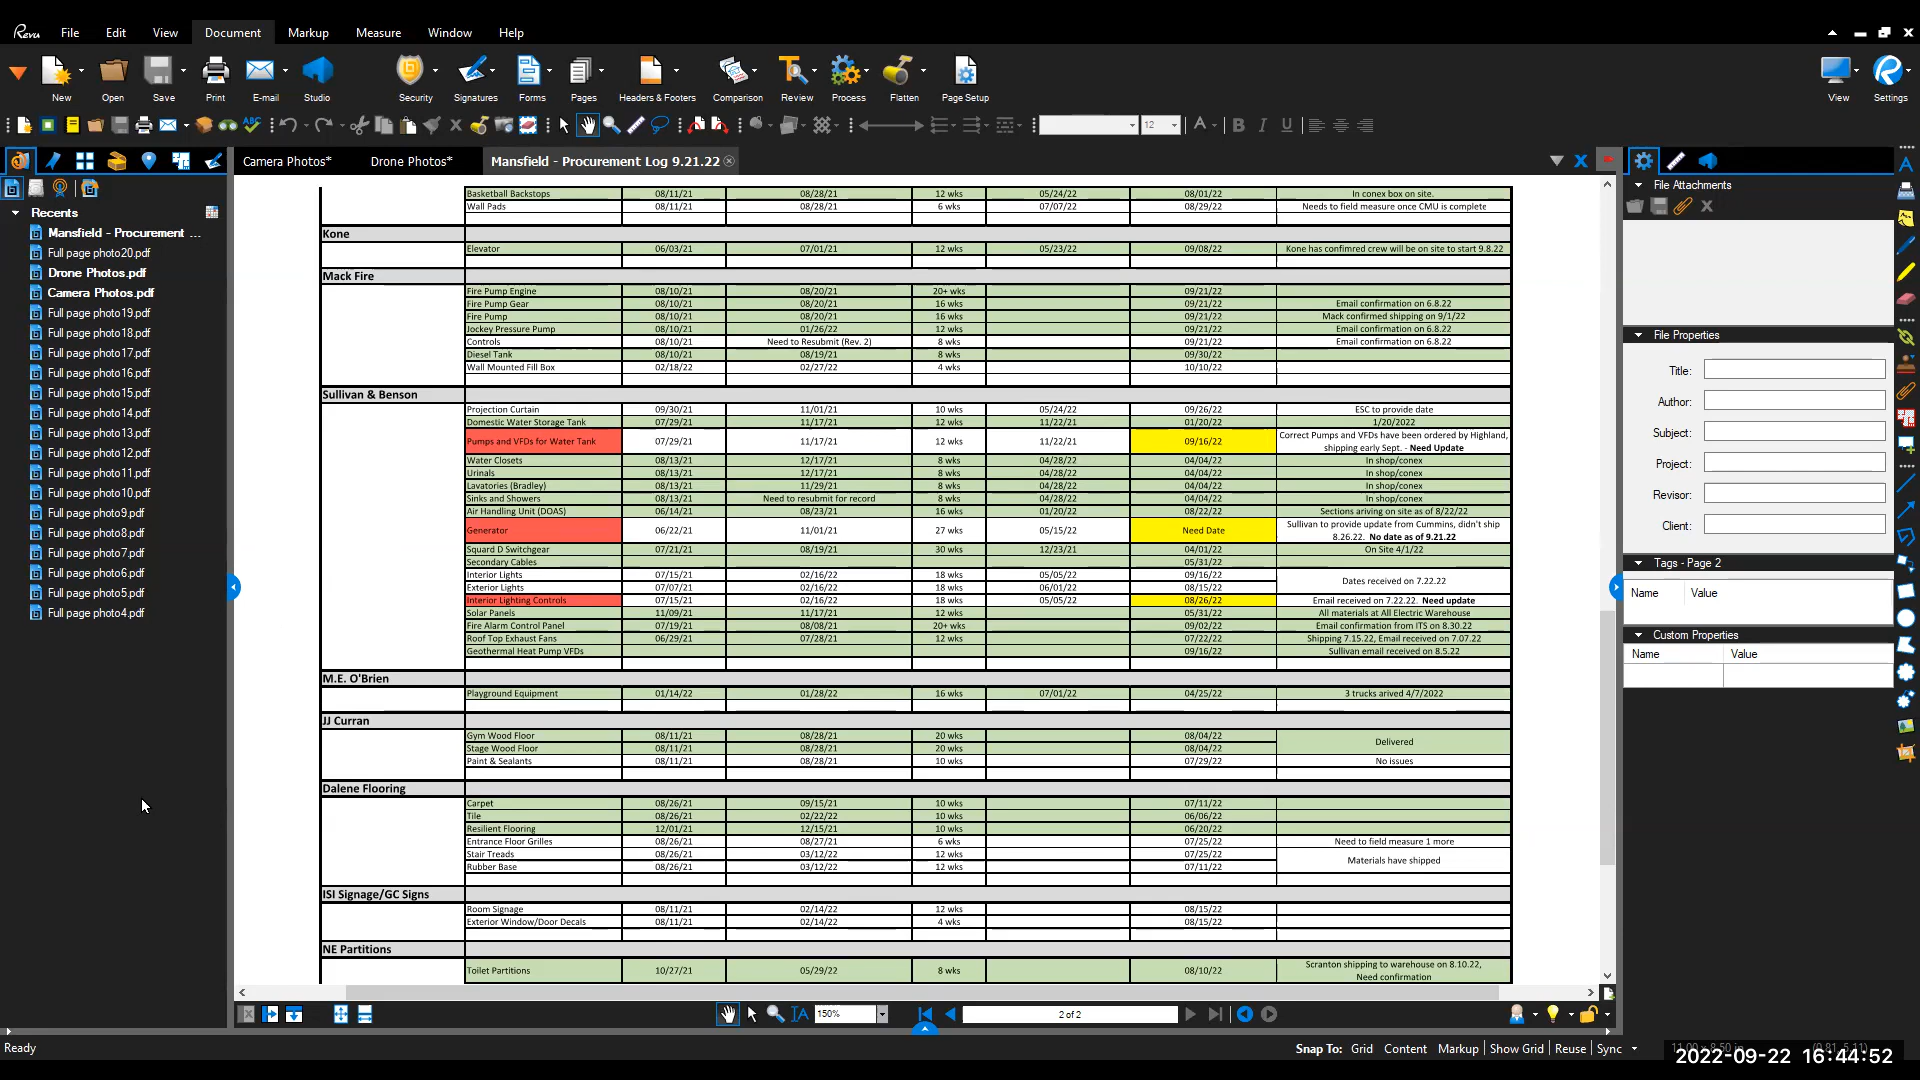 Revu File Edit View Document Markup Measure Window Help
New Open Save Print E-mail Studio Security Signatures Forms Pages Headers & Footers Comparison Review Process Flatten Page Setup View Settings
12
Camera Photos* Drone Photos* Mansfield - Procurement Log 9.21.22
Recents
Mansfield - Procurement ...
Full page photo20.pdf
Drone Photos.pdf
Camera Photos.pdf
Full page photo19.pdf
Full page photo18.pdf
Full page photo17.pdf
Full page photo16.pdf
Full page photo15.pdf
Full page photo14.pdf
Full page photo13.pdf
Full page photo12.pdf
Full page photo11.pdf
Full page photo10.pdf
Full page photo9.pdf
Full page photo8.pdf
Full page photo7.pdf
Full page photo6.pdf
Full page photo5.pdf
Full page photo4.pdf
Basketball Backstops 08/11/21 08/28/21 12 wks 05/24/22 08/01/22 In conex box on site.
Wall Pads 08/11/21 08/28/21 6 wks 07/07/22 08/29/22 Needs to field measure once CMU is complete
Kone
Elevator 06/03/21 07/01/21 12 wks 05/23/22 09/08/22 Kone has confimred crew will be on site to start 9.8.22
Mack Fire
Fire Pump Engine 08/10/21 08/20/21 20+ wks 09/21/22
Fire Pump Gear 08/10/21 08/20/21 16 wks 09/21/22 Email confirmation on 6.8.22
Fire Pump 08/10/21 08/20/21 16 wks 09/21/22 Mack confirmed shipping on 9/1/22
Jockey Pressure Pump 08/10/21 01/26/22 12 wks 09/21/22 Email confirmation on 6.8.22
Controls 08/10/21 Need to Resubmit (Rev. 2) 8 wks 09/21/22 Email confirmation on 6.8.22
Diesel Tank 08/10/21 08/19/21 8 wks 09/30/22
Wall Mounted Fill Box 02/18/22 02/27/22 4 wks 10/10/22
Sullivan & Benson
Projection Curtain 09/30/21 11/01/21 10 wks 05/24/22 09/26/22 ESC to provide date
Domestic Water Storage Tank 07/29/21 11/17/21 12 wks 11/22/21 01/20/22 1/20/2022
Pumps and VFDs for Water Tank 07/29/21 11/17/21 12 wks 11/22/21 09/16/22 Correct Pumps and VFDs have been ordered by Highland,
shipping early Sept. - Need Update
Water Closets 08/13/21 12/17/21 8 wks 04/28/22 04/04/22 In shop/conex
Urinals 08/13/21 12/17/21 8 wks 04/28/22 04/04/22 In shop/conex
Lavatories (Bradley) 08/13/21 11/29/21 8 wks 04/28/22 04/04/22 In shop/conex
Sinks and Showers 08/13/21 Need to resubmit for record 8 wks 04/28/22 04/04/22 In shop/conex
Air Handling Unit (DOAS) 06/14/21 08/23/21 16 wks 01/20/22 08/22/22 Sections ariving on site as of 8/22/22
Generator 06/22/21 11/01/21 27 wks 05/15/22 Need Date Sullivan to provide update from Cummins, didn't ship
8.26.22. No date as of 9.21.22
Squard D Switchgear 07/21/21 08/19/21 30 wks 12/23/21 04/01/22 On Site 4/1/22
Secondary Cables 05/31/22
Interior Lights 07/15/21 02/16/22 18 wks 05/05/22 09/16/22 Dates received on 7.22.22
Exterior Lights 07/07/21 02/16/22 18 wks 06/01/22 08/15/22
Interior Lighting Controls 07/15/21 02/16/22 18 wks 05/05/22 08/26/22 Email received on 7.22.22. Need update
Solar Panels 11/09/21 11/17/21 12 wks 05/31/22 All materials at All Electric Warehouse
Fire Alarm Control Panel 07/19/21 08/08/21 20+ wks 09/02/22 Email confirmation from ITS on 8.30.22
Roof Top Exhaust Fans 06/29/21 07/28/21 12 wks 07/22/22 Shipping 7.15.22, Email received on 7.07.22
Geothermal Heat Pump VFDs 09/16/22 Sullivan email received on 8.5.22
M.E. O'Brien
Playground Equipment 01/14/22 01/28/22 16 wks 07/01/22 04/25/22 3 trucks arived 4/7/2022
JJ Curran
Gym Wood Floor 08/11/21 08/28/21 20 wks 08/04/22 Delivered
Stage Wood Floor 08/11/21 08/28/21 20 wks 08/04/22
Paint & Sealants 08/11/21 08/28/21 10 wks 07/29/22 No issues
Dalene Flooring
Carpet 08/26/21 09/15/21 10 wks 07/11/22
Tile 08/26/21 02/22/22 10 wks 06/06/22
Resilient Flooring 12/01/21 12/15/21 10 wks 06/20/22
Entrance Floor Grilles 08/26/21 08/27/21 6 wks 07/25/22 Need to field measure 1 more
Stair Treads 08/26/21 03/12/22 12 wks 07/25/22 Materials have shipped
Rubber Base 08/26/21 03/12/22 12 wks 07/11/22
ISI Signage/GC Signs
Room Signage 08/11/21 02/14/22 12 wks 08/15/22
Exterior Window/Door Decals 08/11/21 02/14/22 4 wks 08/15/22
NE Partitions
Toilet Partitions 10/27/21 05/29/22 8 wks 08/10/22 Scranton shipping to warehouse on 8.10.22,
Need confirmation
File Attachments
File Properties
Title:
Author:
Subject:
Project:
Revisor:
Client:
Tags - Page 2
Name Value
Custom Properties
Name Value
150% 2 of 2
Ready Snap To: Grid Content Markup Show Grid Reuse Sync
2022-09-22 16:44:52